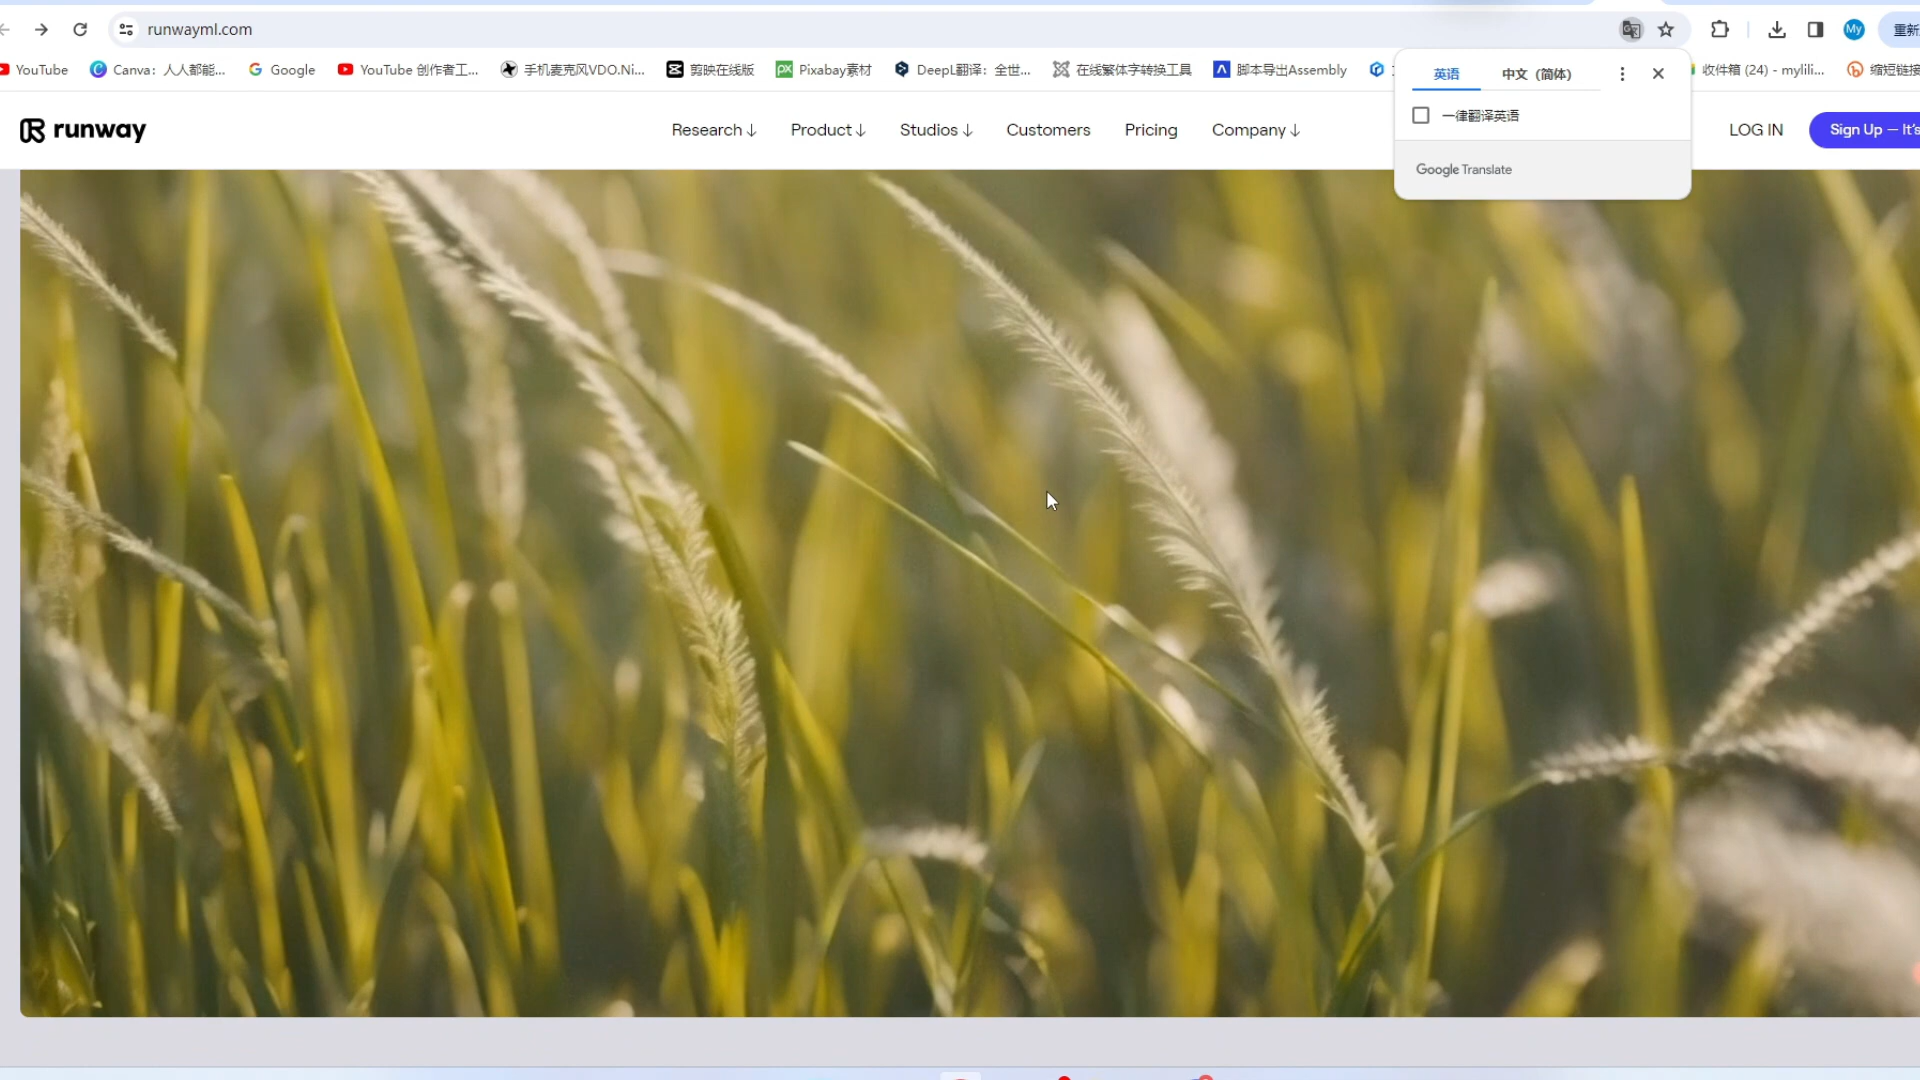 runwayml.com
My
重新
YouTube
Canva：人人都能...
Google
YouTube 创作者工...
手机麦克风VDO.Ni...
剪映在线版
Pixabay素材
DeepL翻译：全世...
在线繁体字转换工具
脚本导出Assembly
收件箱 (24) - mylili...
缩短链接
英语
中文（简体）
一律翻译英语
Google Translate
runway
Research ↓
Product ↓
Studios ↓
Customers
Pricing
Company ↓
LOG IN
Sign Up — It's